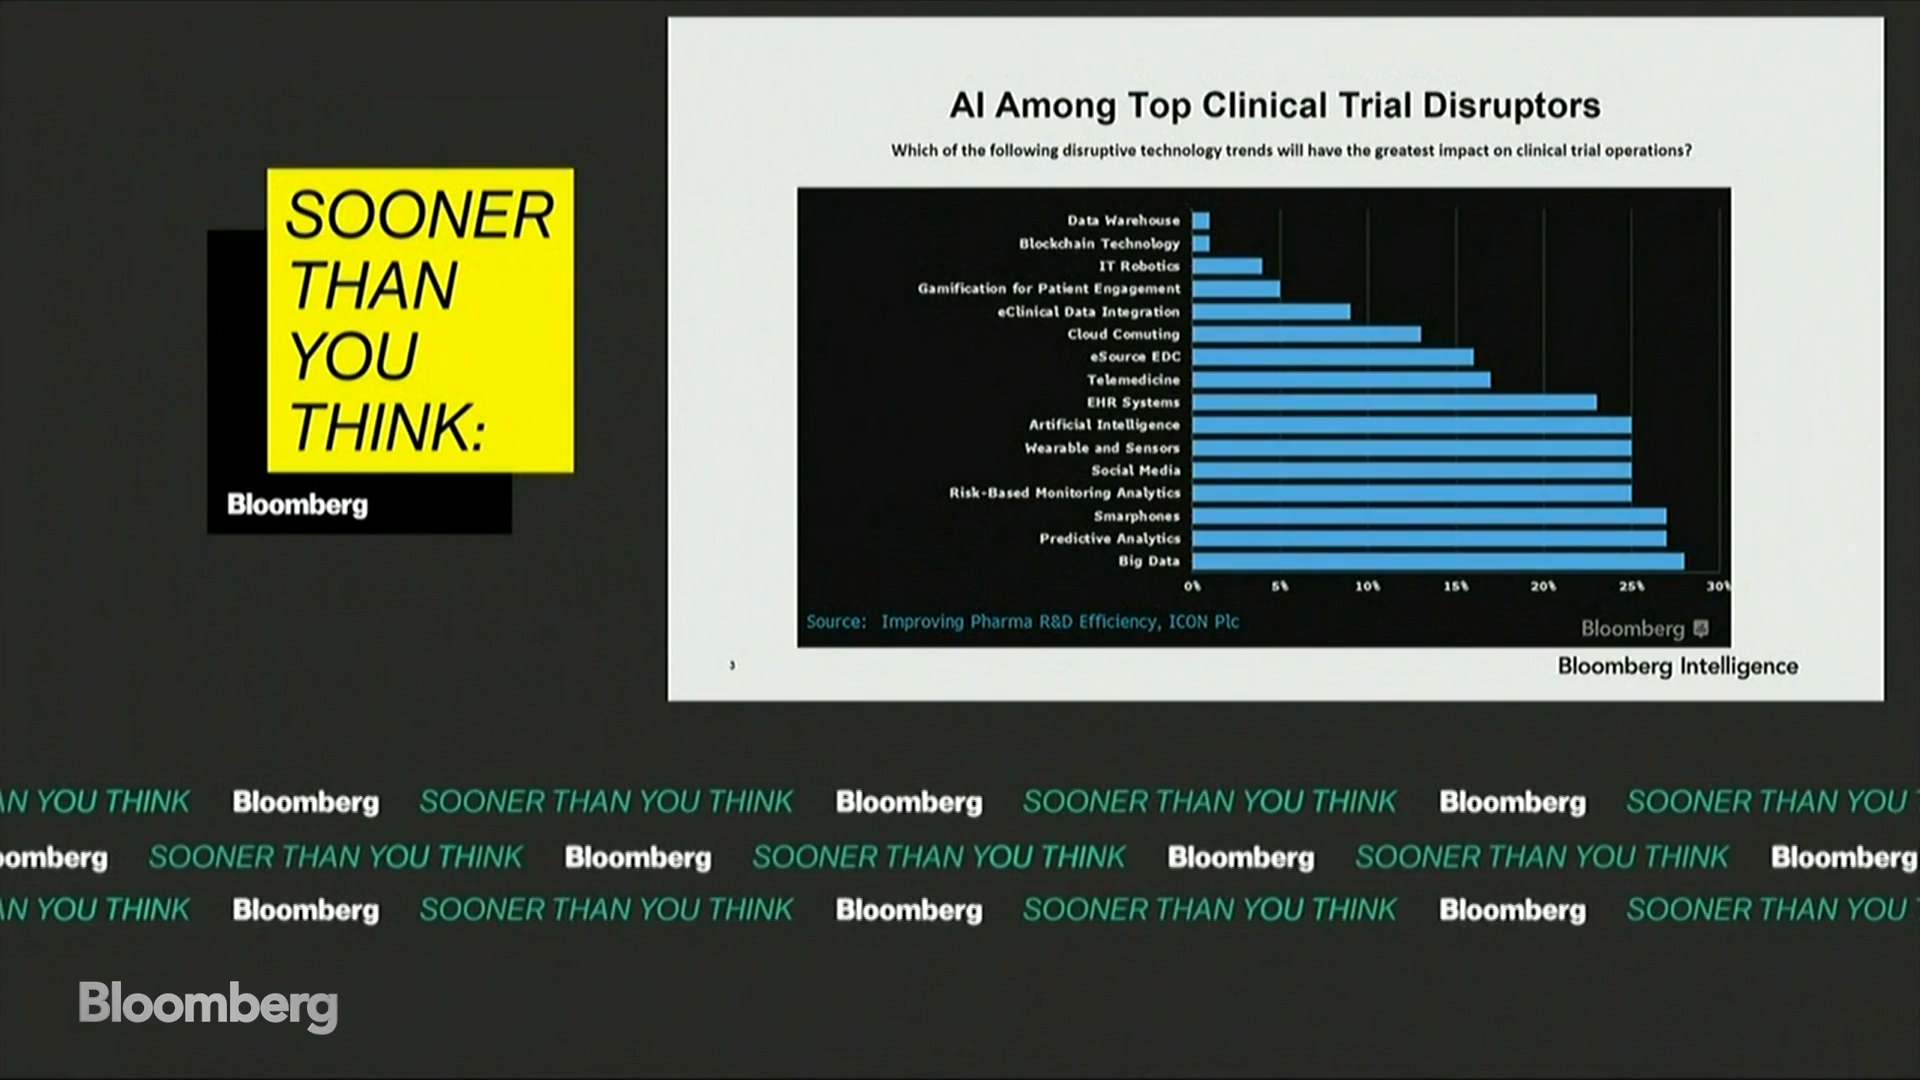 SOONER
THAN
YOU
THINK:
Bloomberg
AI Among Top Clinical Trial Disruptors
Which of the following disruptive technology trends will have the greatest impact on clinical trial operations?
Data Warehouse
Blockchain Technology
IT Robotics
Gamification for Patient Engagement
eClinical Data Integration
Cloud Comuting
eSource EDC
Telemedicine
EHR Systems
Artificial Intelligence
Wearable and Sensors
Social Media
Risk-Based Monitoring Analytics
Smarphones
Predictive Analytics
Big Data
0% 5% 10% 15% 20% 25% 30%
Source: Improving Pharma R&D Efficiency, ICON Plc
Bloomberg
3
Bloomberg Intelligence
AN YOU THINK Bloomberg SOONER THAN YOU THINK Bloomberg SOONER THAN YOU THINK Bloomberg SOONER THAN YOU T
oomberg SOONER THAN YOU THINK Bloomberg SOONER THAN YOU THINK Bloomberg SOONER THAN YOU THINK Bloomberg
AN YOU THINK Bloomberg SOONER THAN YOU THINK Bloomberg SOONER THAN YOU THINK Bloomberg SOONER THAN YOU T
Bloomberg